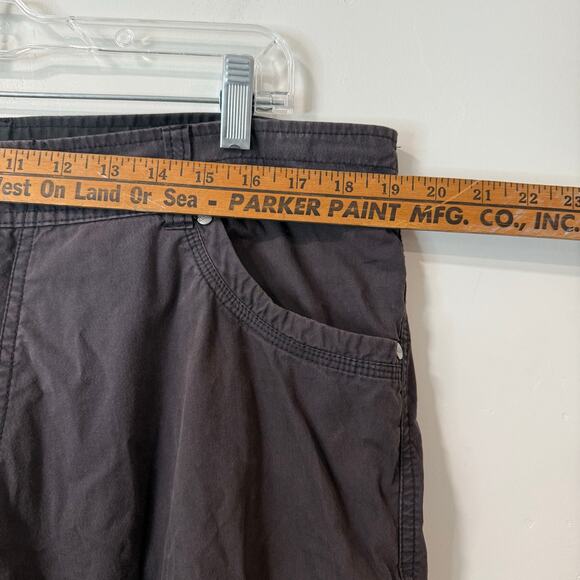 11 12 13 14 15 16 17 18 19 20 21 22 23
West On Land Or Sea - PARKER PAINT MFG. CO., INC.